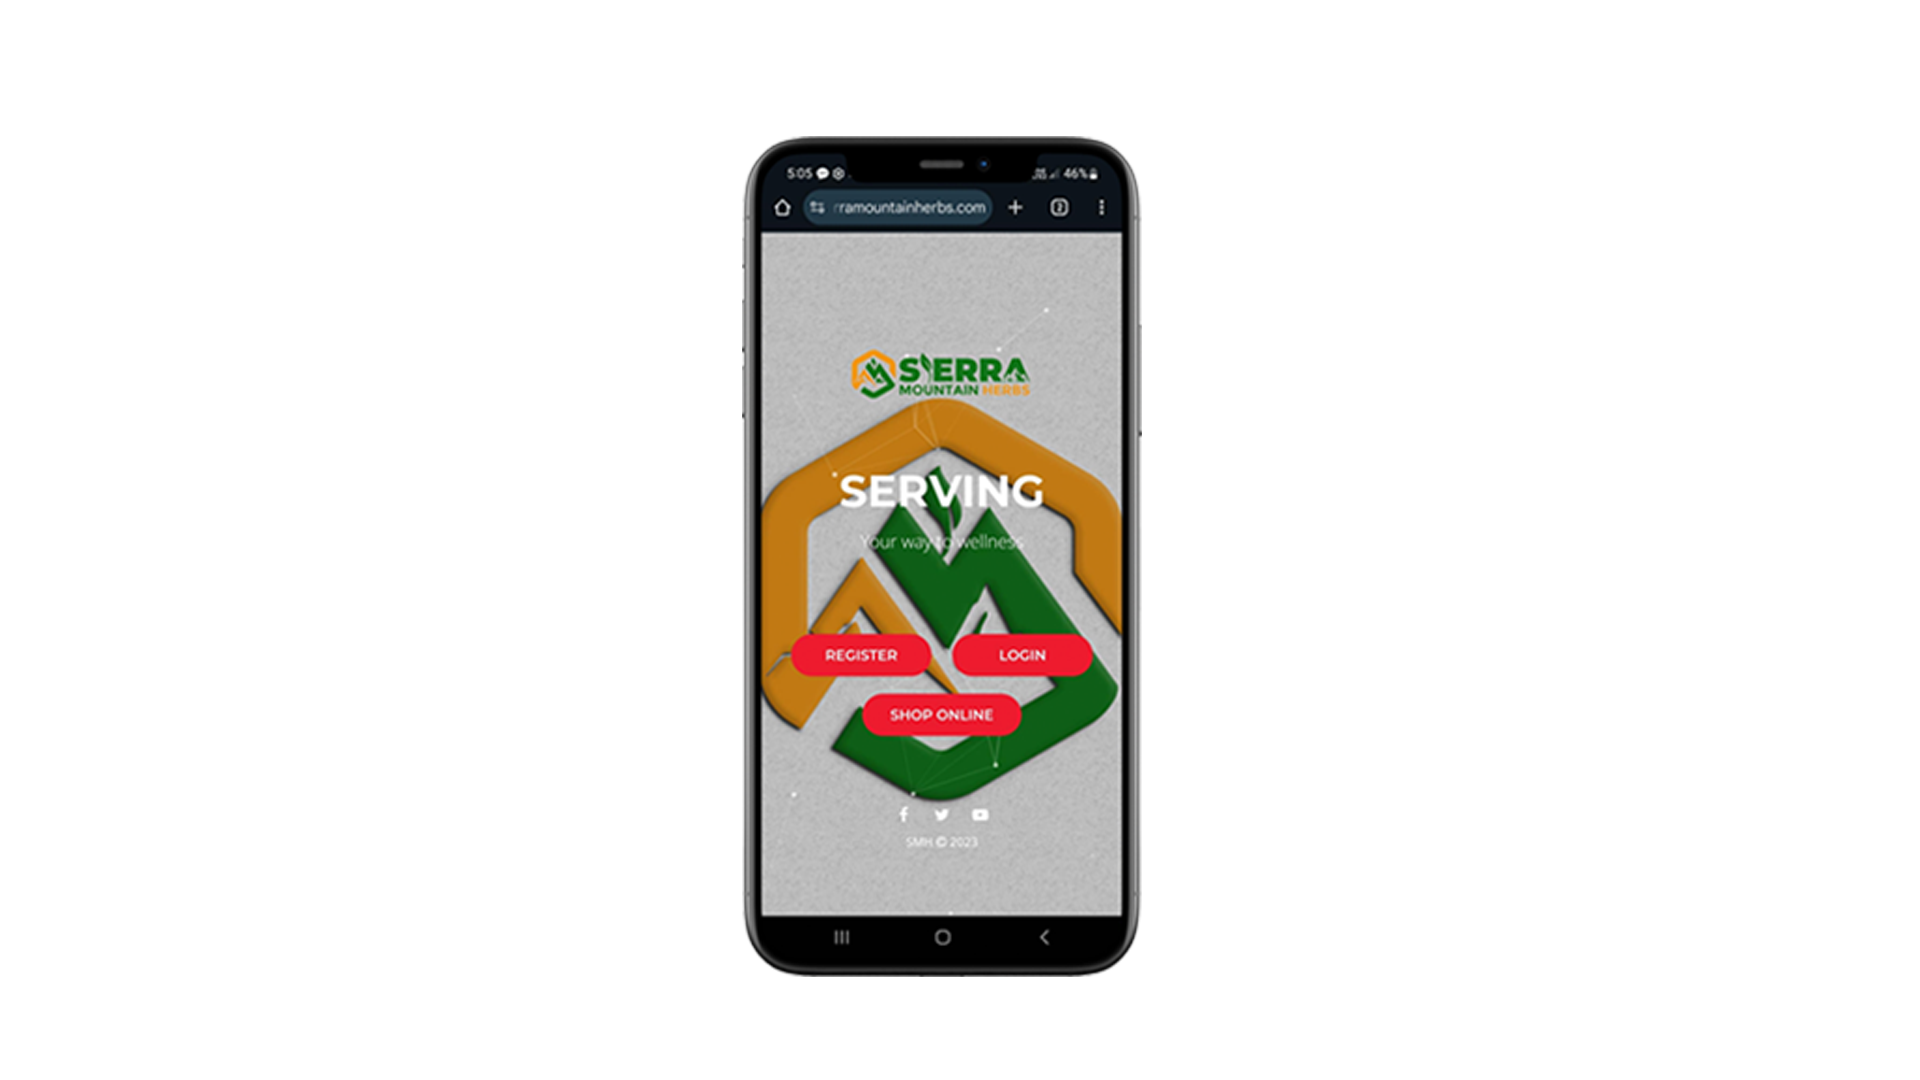 5:05 46%
rramountainherbs.com
2
SIERRA
MOUNTAIN HERBS
SERVING
Your way to wellness
REGISTER LOGIN
SHOP ONLINE
SMH © 2023